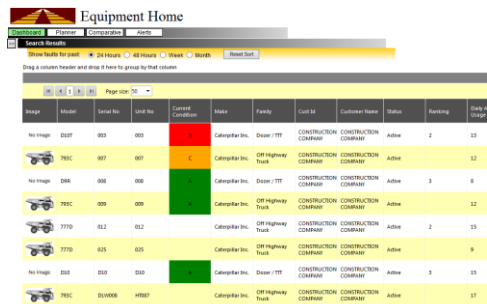 Equipment Home
Dashboard Planner Comparative Alerts
Search Results
Show faults for past: 24 Hours 48 Hours Week Month Reset Sort
Drag a column header and drop it here to group by that column
1 Page size: 50
Image Model Serial No Unit No Current Condition Make Family Cust Id Customer Name Status Ranking Daily A Usage
No Image D10T 003 003 Caterpillar Inc. Dozer / TTT CONSTRUCTION COMPANY CONSTRUCTION COMPANY Active 2 13
793C 007 007 C Caterpillar Inc. Off Highway Truck CONSTRUCTION COMPANY CONSTRUCTION COMPANY Active 12
No Image 008 008 A Caterpillar Inc. Dozer / TTT CONSTRUCTION COMPANY CONSTRUCTION COMPANY Active 3 8
793C 009 009 A Caterpillar Inc. Off Highway Truck CONSTRUCTION COMPANY CONSTRUCTION COMPANY Active 12
777D 012 012 Caterpillar Inc. Off Highway Truck CONSTRUCTION COMPANY CONSTRUCTION COMPANY Active 2 15
777D 025 025 Caterpillar Inc. Off Highway Truck CONSTRUCTION COMPANY CONSTRUCTION COMPANY Active 9
No Image D10 D10 D10 A Caterpillar Inc. Dozer / TTT CONSTRUCTION COMPANY CONSTRUCTION COMPANY Active 3 15
793C DLW008 HT087 Caterpillar Inc. Off Highway Truck CONSTRUCTION COMPANY CONSTRUCTION COMPANY Active 17